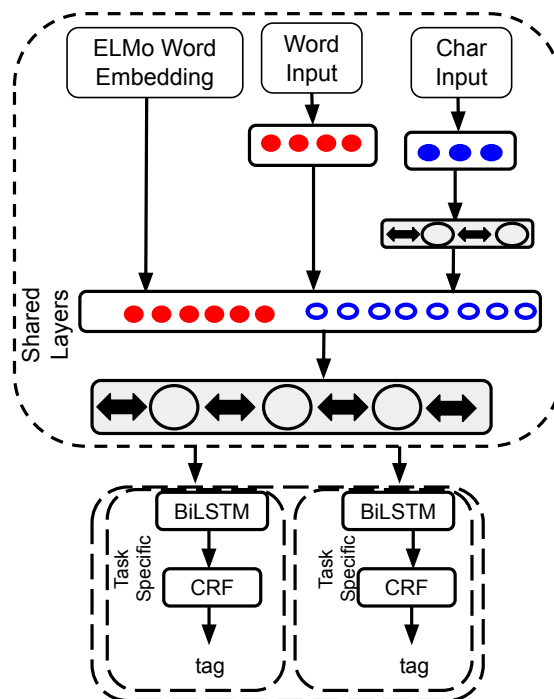 ELMo Word
Embedding
Word
Input
Char
Input
Shared
Layers
BiLSTM
Task
Specific
CRF
tag
BiLSTM
Task
Specific
CRF
tag